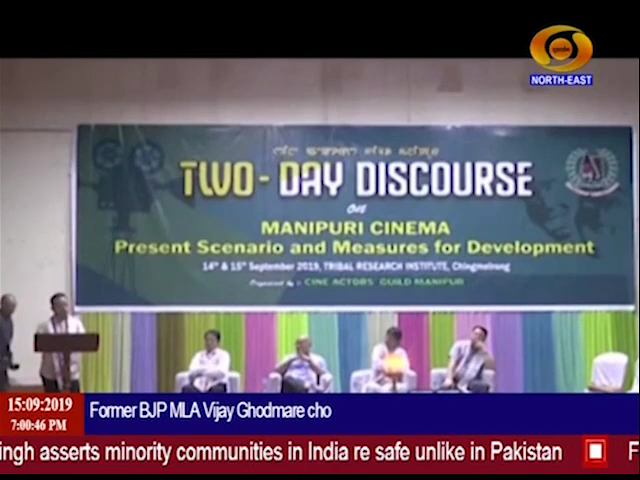 NORTH-EAST
TWO-DAY DISCOURSE
on
MANIPURI CINEMA
Present Scenario and Measures for Development
14th & 15th September 2019, TRIBAL RESEARCH INSTITUTE, Chingmeirong
Organised by : CINE ACTORS' GUILD MANIPUR
15:09:2019
7:00:46 PM
Former BJP MLA Vijay Ghodmare cho
ingh asserts minority communities in India re safe unlike in Pakistan
F